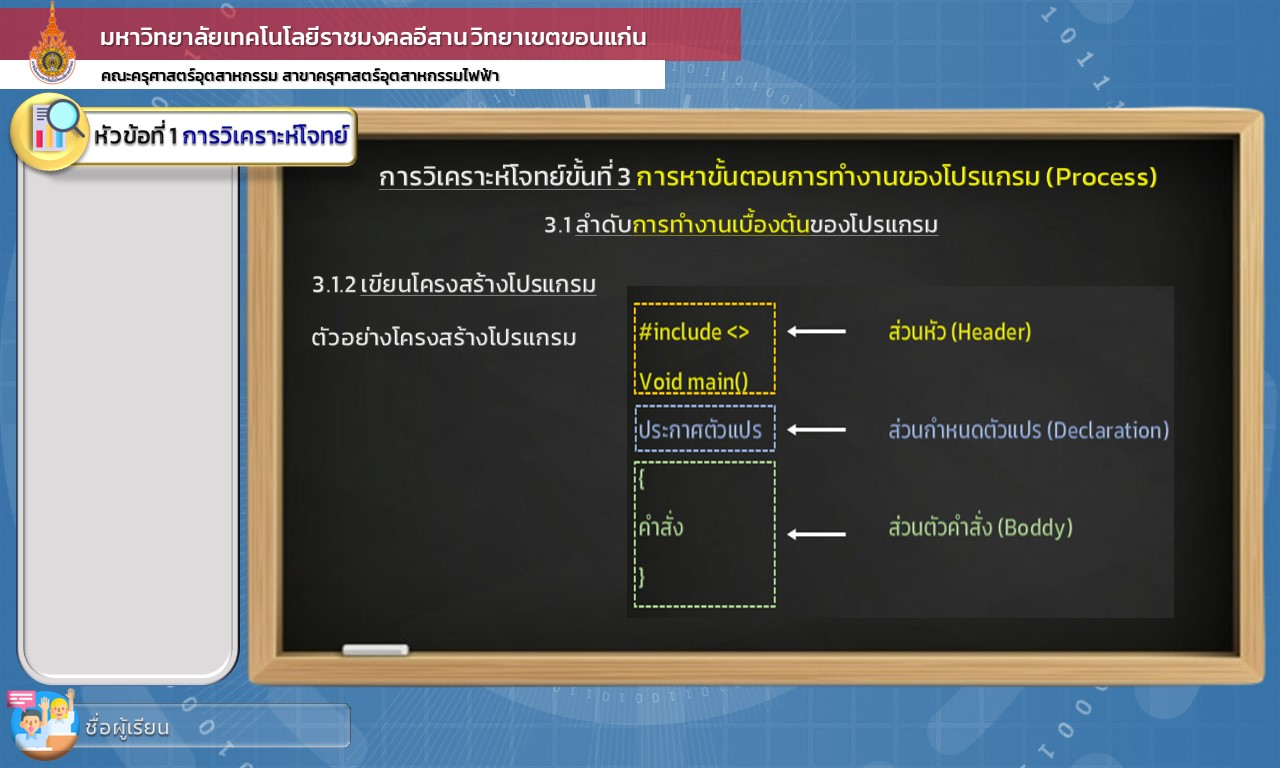 มหาวิทยาลัยเทคโนโลยีราชมงคลอีสาน วิทยาเขตขอนแก่น
คณะครุศาสตร์อุตสาหกรรม สาขาครุศาสตร์อุตสาหกรรมไฟฟ้า
หัวข้อที่ 1 การวิเคราะห์โจทย์
การวิเคราะห์โจทย์ขั้นที่ 3 การหาขั้นตอนการทำงานของโปรแกรม (Process)
3.1 ลำดับการทำงานเบื้องต้นของโปรแกรม
3.1.2 เขียนโครงสร้างโปรแกรม
ตัวอย่างโครงสร้างโปรแกรม
#include <> ส่วนหัว (Header)
Void main()
ประกาศตัวแปร ส่วนกำหนดตัวแปร (Declaration)
{
คำสั่ง ส่วนตัวคำสั่ง (Boddy)
}
ชื่อผู้เรียน